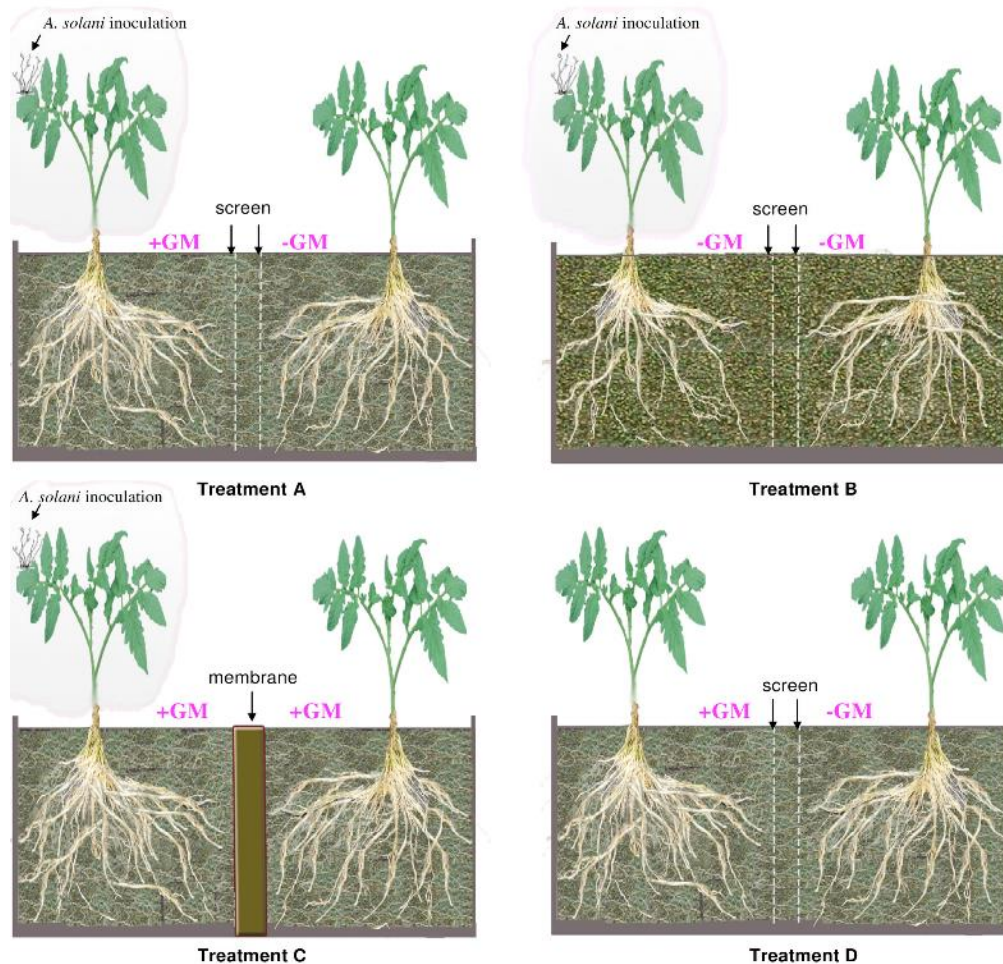 A. solani inoculation
screen
+GM -GM
Treatment A
A. solani inoculation
screen
-GM -GM
Treatment B
A. solani inoculation
membrane
+GM +GM
Treatment C
screen
+GM -GM
Treatment D